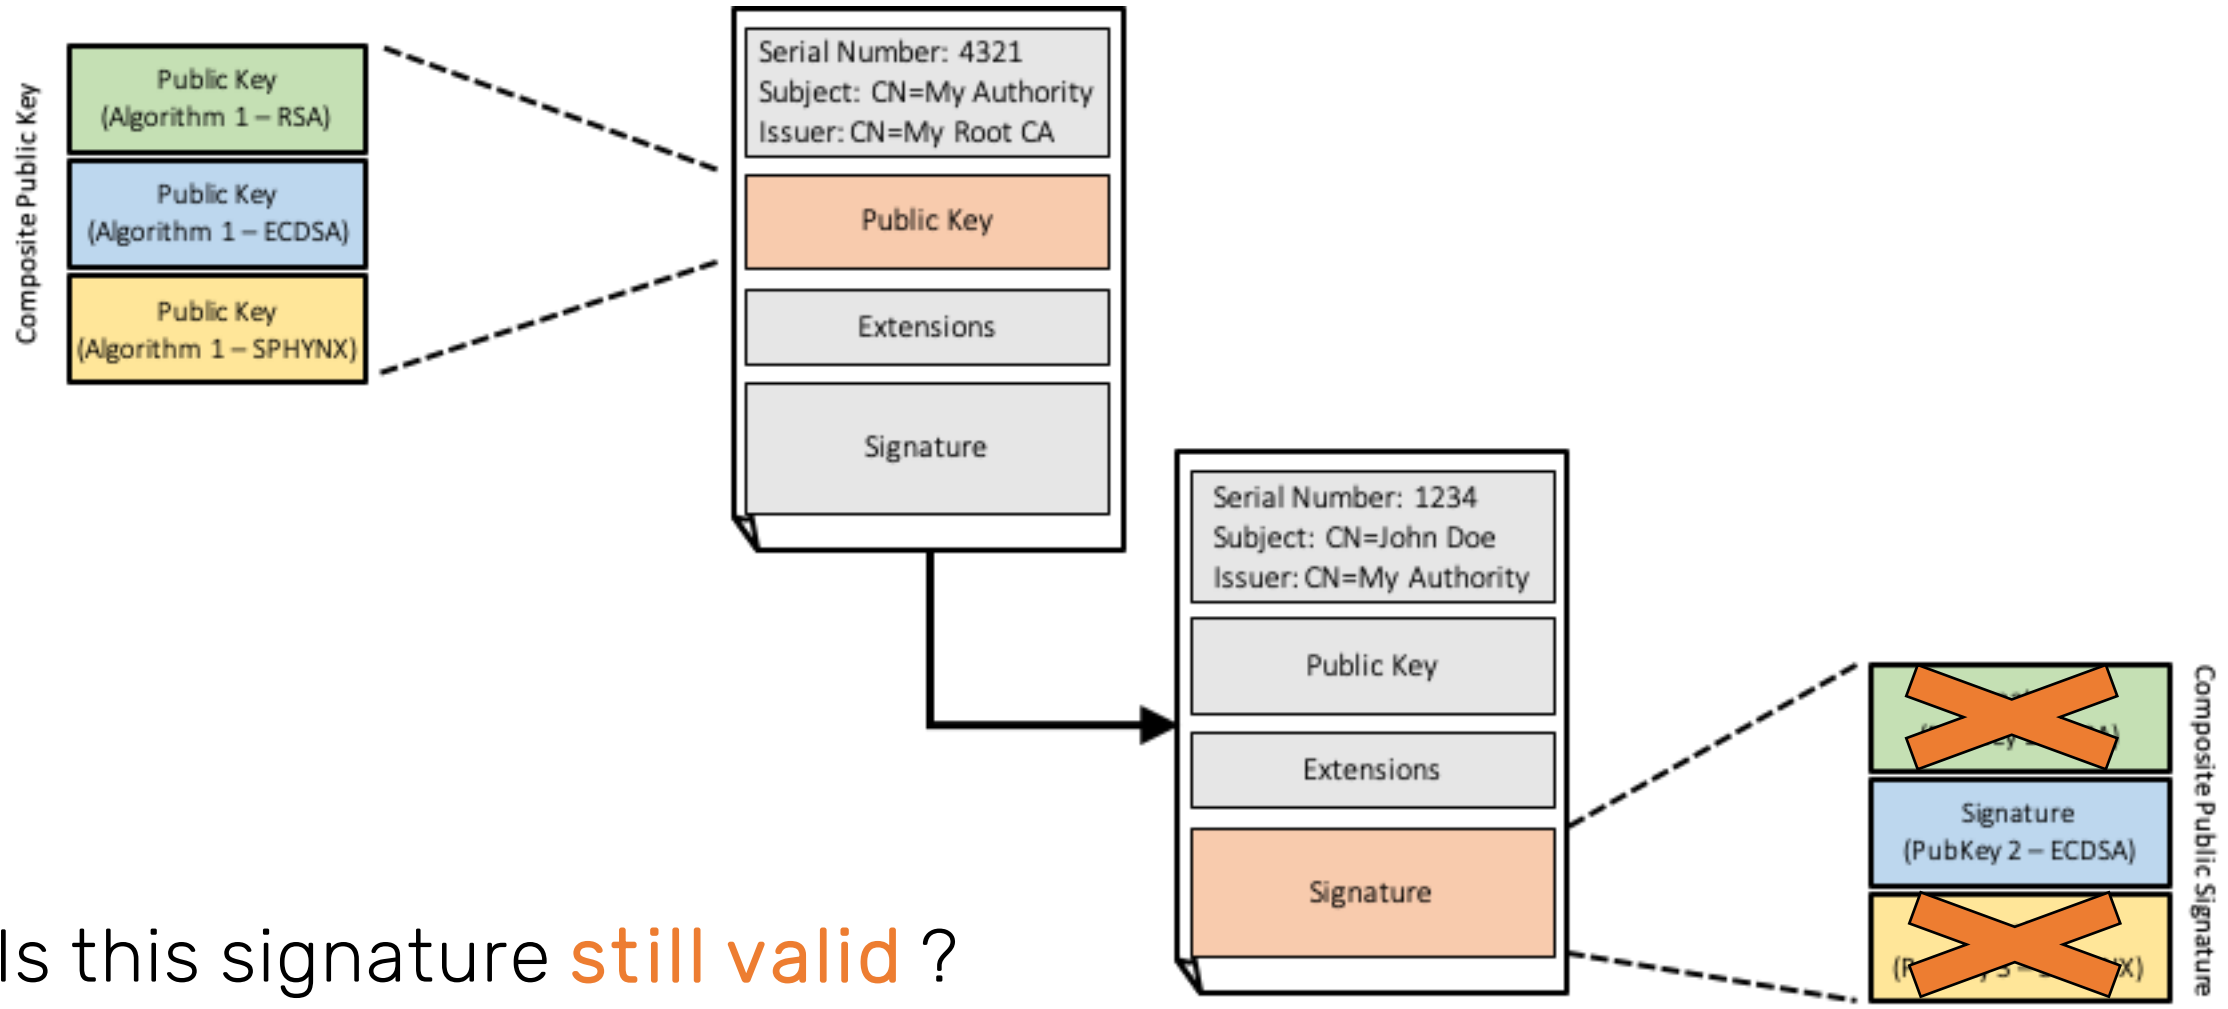 Composite Public Key
Public Key
(Algorithm 1 – RSA)
Public Key
(Algorithm 1 – ECDSA)
Public Key
(Algorithm 1 – SPHYNX)
Serial Number: 4321
Subject: CN=My Authority
Issuer: CN=My Root CA
Public Key
Extensions
Signature
Serial Number: 1234
Subject: CN=John Doe
Issuer: CN=My Authority
Public Key
Extensions
Signature
Signature
(PubKey 2 – ECDSA)
Composite Public Signature
Is this signature still valid ?